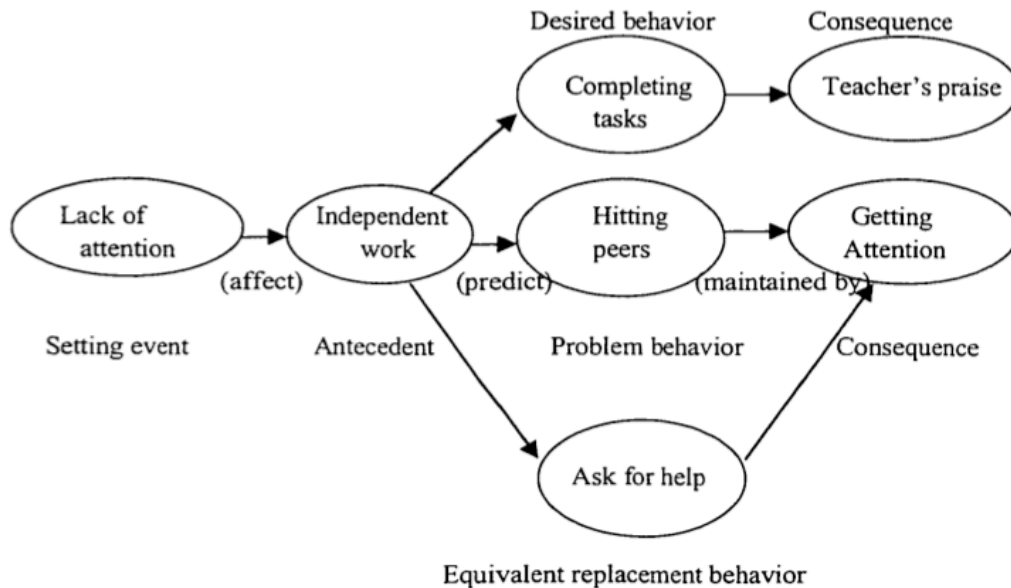 Desired behavior
Consequence
Completing
tasks
Teacher's praise
Lack of
attention
Independent
work
Hitting
peers
Getting
Attention
(affect)
(predict)
(maintained by)
Setting event
Antecedent
Problem behavior
Consequence
Ask for help
Equivalent replacement behavior